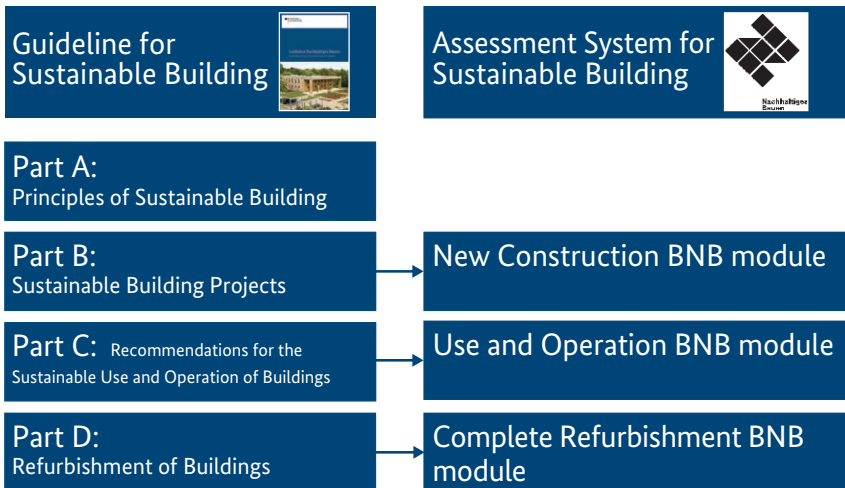 Guideline for
Sustainable Building
Assessment System for
Sustainable Building
Nachhaltiges
Bauen
Part A:
Principles of Sustainable Building
Part B:
Sustainable Building Projects
New Construction BNB module
Part C: Recommendations for the
Sustainable Use and Operation of Buildings
Use and Operation BNB module
Part D:
Refurbishment of Buildings
Complete Refurbishment BNB
module